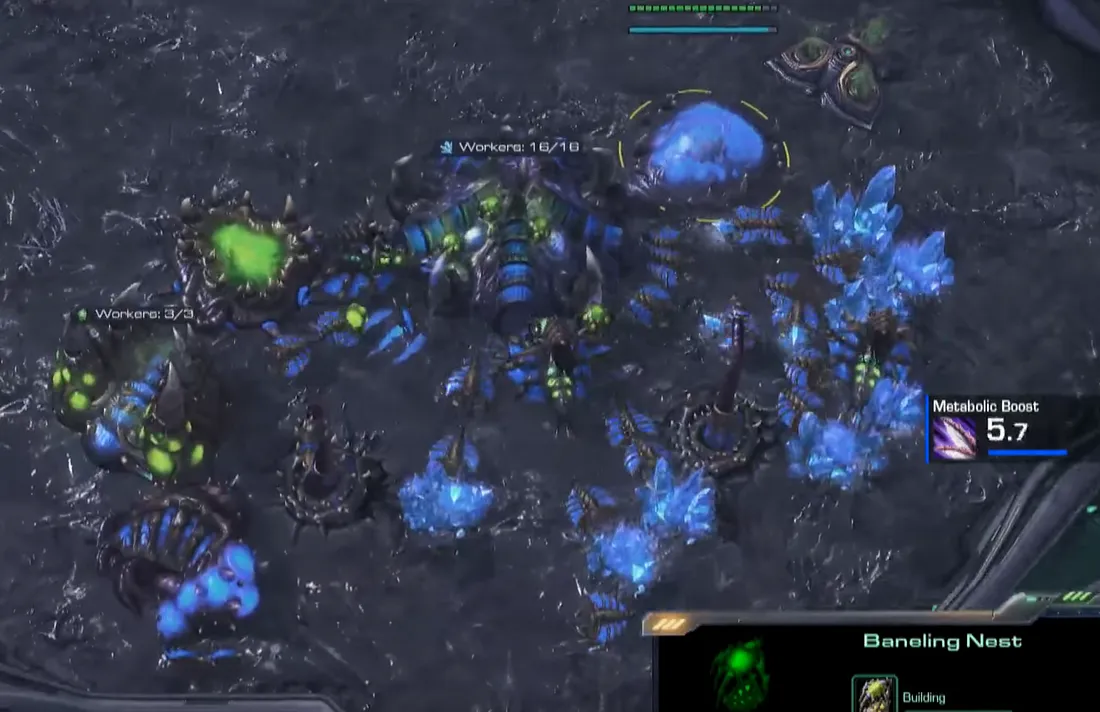 Workers: 16/16
Workers: 3/3
Metabolic Boost
5.7
Baneling Nest
Building